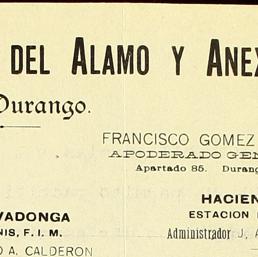 DEL ALAMO Y ANEX
Durango.
FRANCISCO GOMEZ
APODERADO GEN
Apartado 85. Durang
HACIEN
ESTACION
VADONGA
NIS, F. I. M.
Administrador J, A
O A. CALDERON